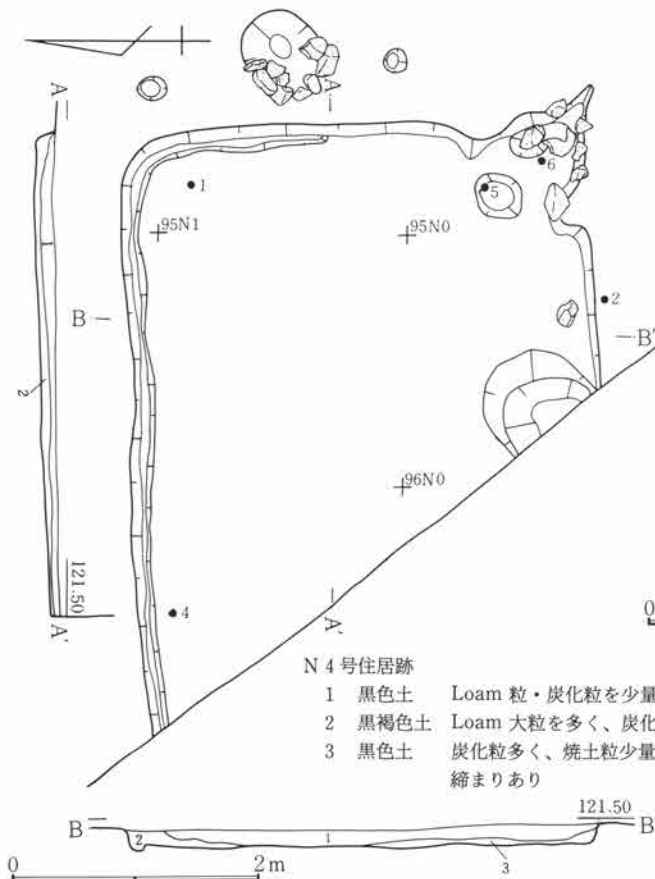 A
A
1
6
5
95N1
95N0
2
B
B'
2
96N0
121.50
4
A'
A'
0
N 4 号住居跡
1 黒色土 Loam 粒・炭化粒を少量
2 黒褐色土 Loam 大粒を多く、炭化
3 黒色土 炭化粒多く、焼土粒少量
締まりあり
121.50
B
B
2
1
3
0
2 m